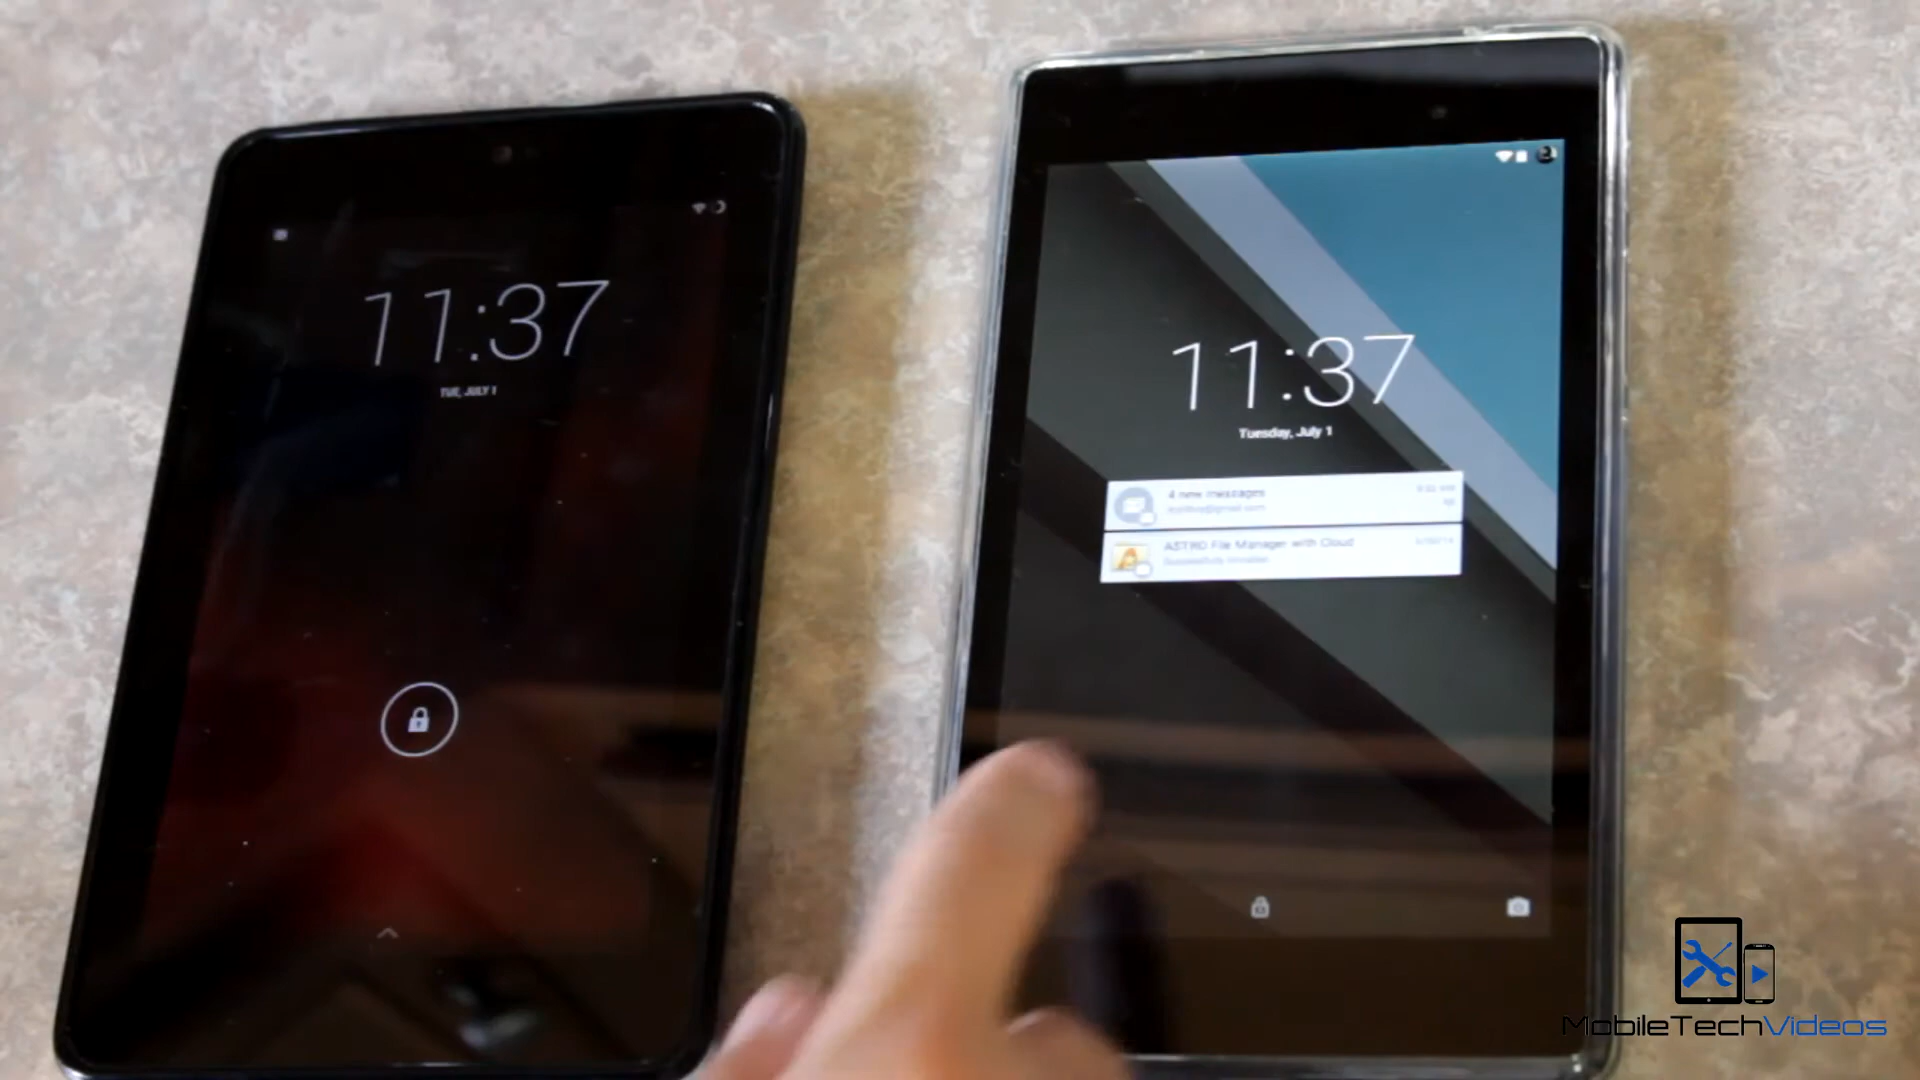 11:37
TUE, JULY 1
11:37
Tuesday, July 1
4 new messages
ASTRO File Manager with Cloud
MobileTechVideos